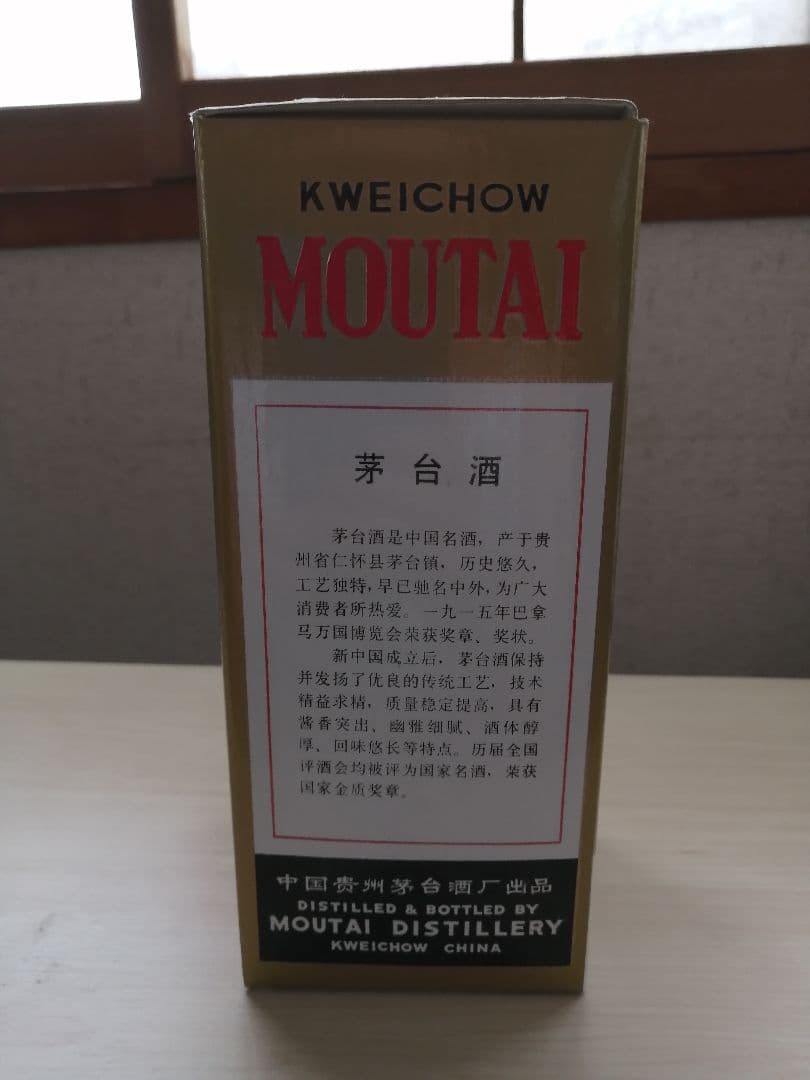 KWEICHOW
MOUTAI
茅台酒
茅台酒是中国名酒，产于贵
州省仁怀县茅台镇，历史悠久，
工艺独特，早已驰名中外，为广大
消费者所热爱。一九一五年巴拿
马万国博览会荣获奖章、奖状。
新中国成立后，茅台酒保持
并发扬了优良的传统工艺，技术
精益求精，质量稳定提高，具有
酱香突出、幽雅细腻、酒体醇
厚、回味悠长等特点。历届全国
评酒会均被评为国家名酒，荣获
国家金质奖章。
中国贵州茅台酒厂出品
DISTILLED & BOTTLED BY
MOUTAI DISTILLERY
KWEICHOW CHINA